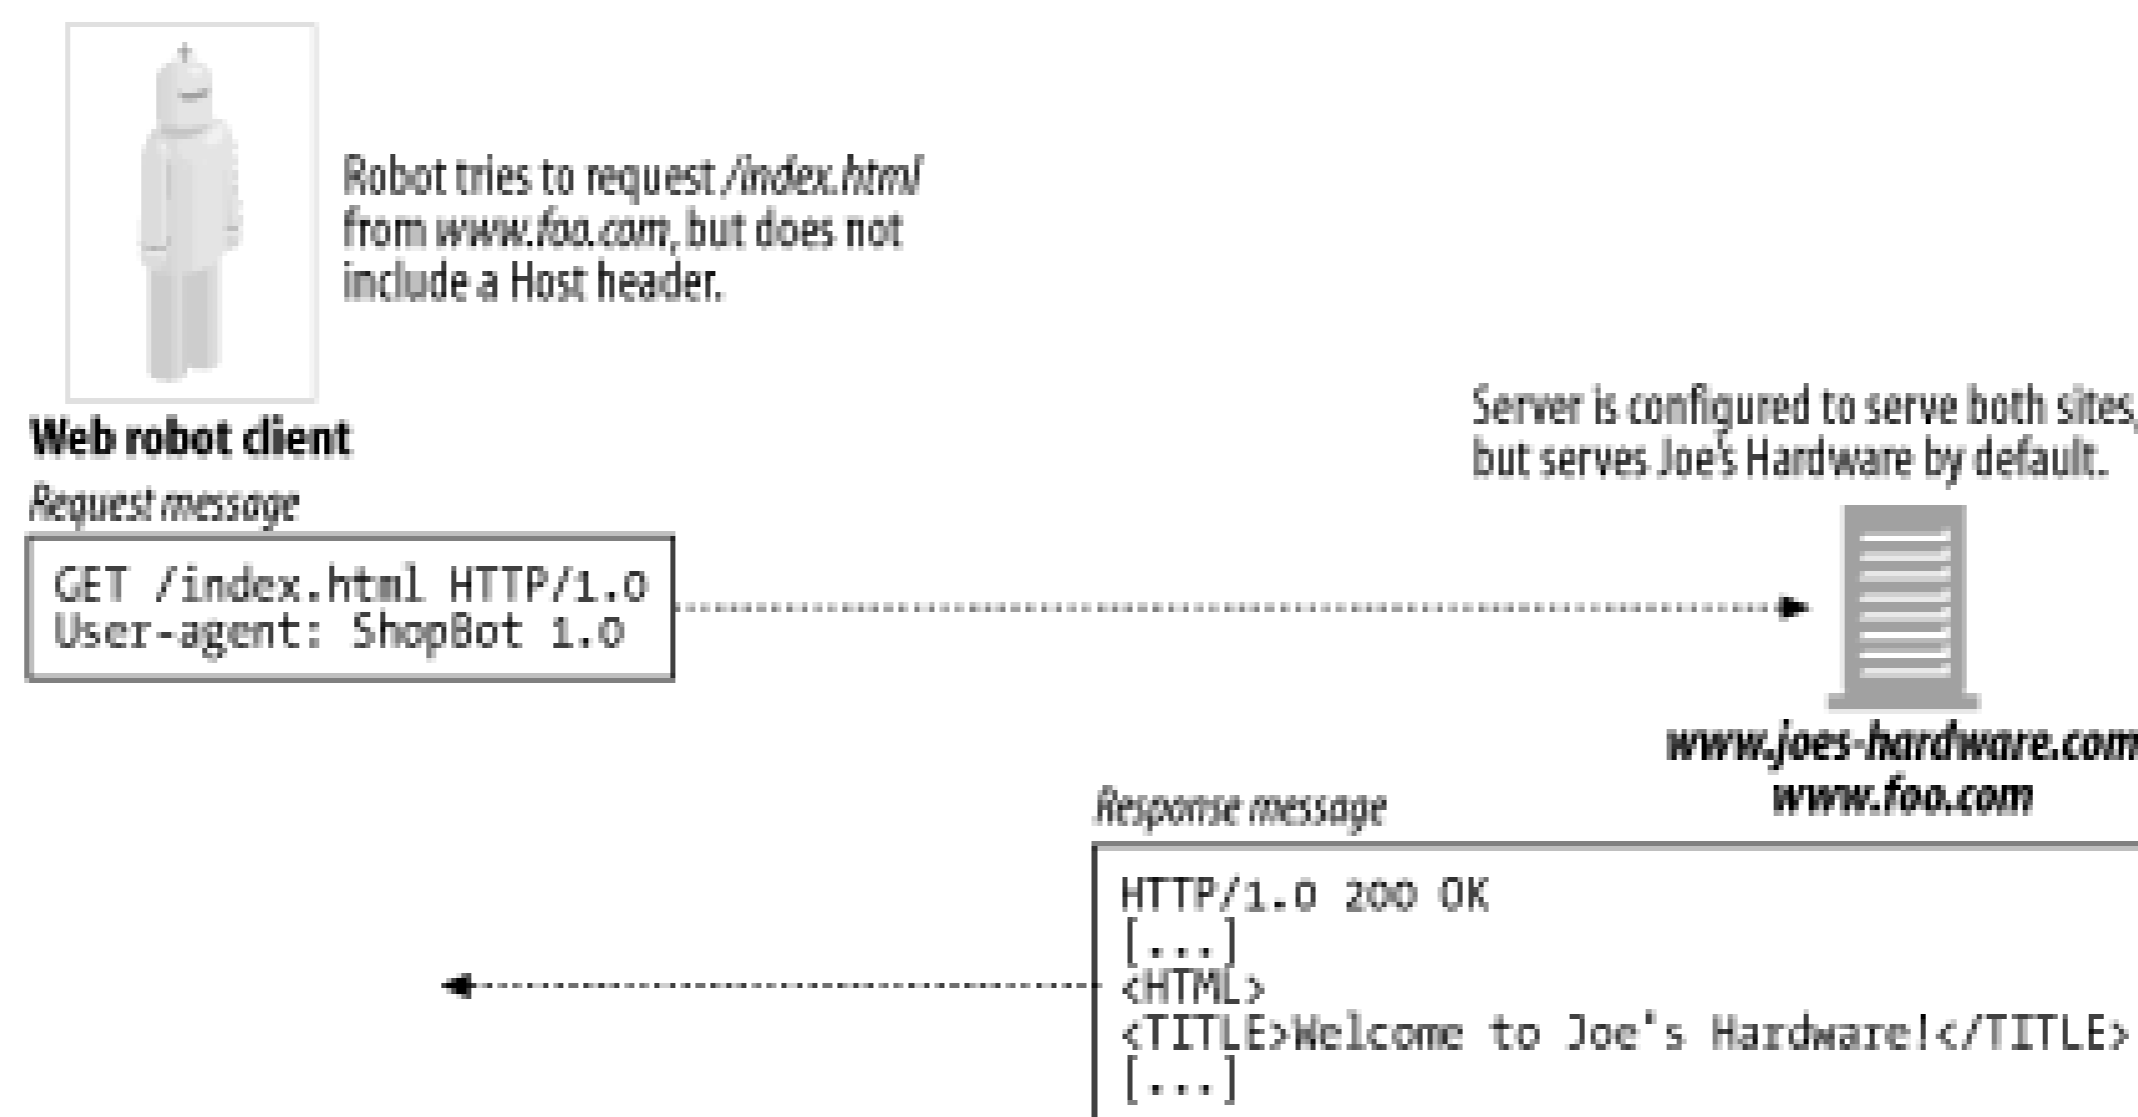 Robot tries to request /index.html
from www.foo.com, but does not
include a Host header.
Web robot client
Request message
GET /index.html HTTP/1.0
User-agent: ShopBot 1.0
Server is configured to serve both sites,
but serves Joe's Hardware by default.
www.joes-hardware.com
www.foo.com
Response message
HTTP/1.0 200 OK
[...]
<HTML>
<TITLE>Welcome to Joe's Hardware!</TITLE>
[...]